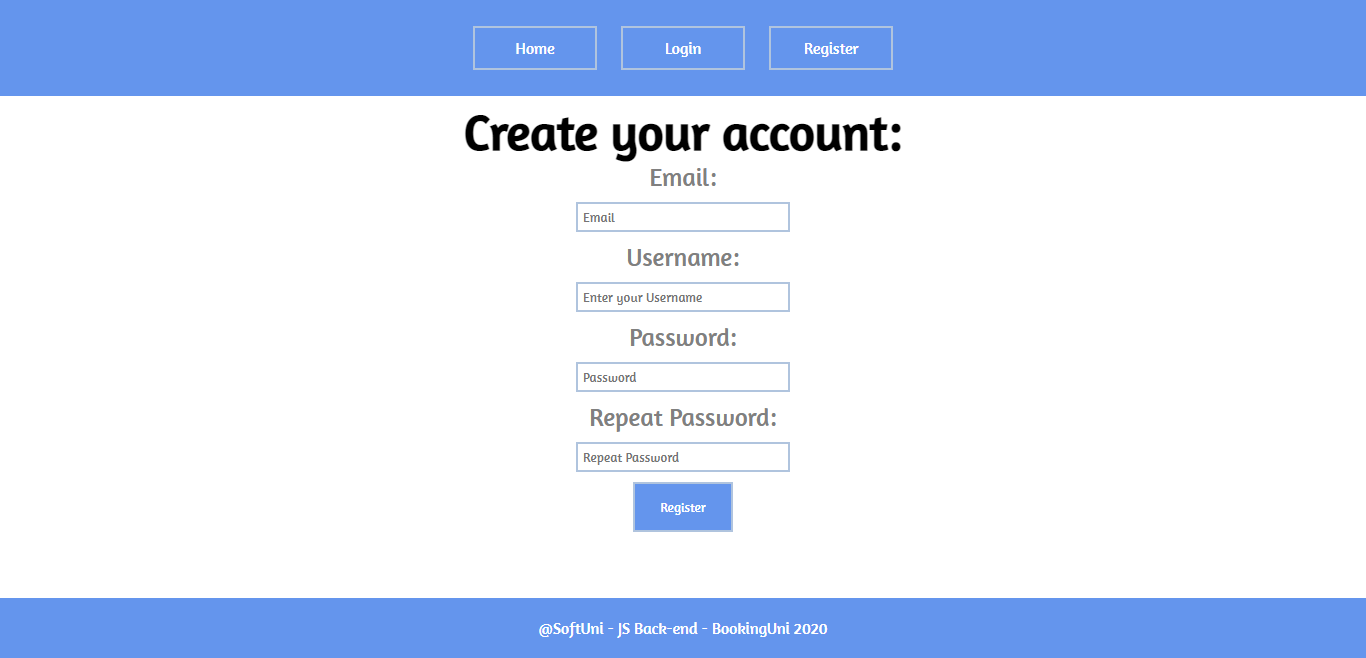 Home Login Register
Create your account:
Email:
Email
Username:
Enter your Username
Password:
Password
Repeat Password:
Repeat Password
Register
@SoftUni - JS Back-end - BookingUni 2020